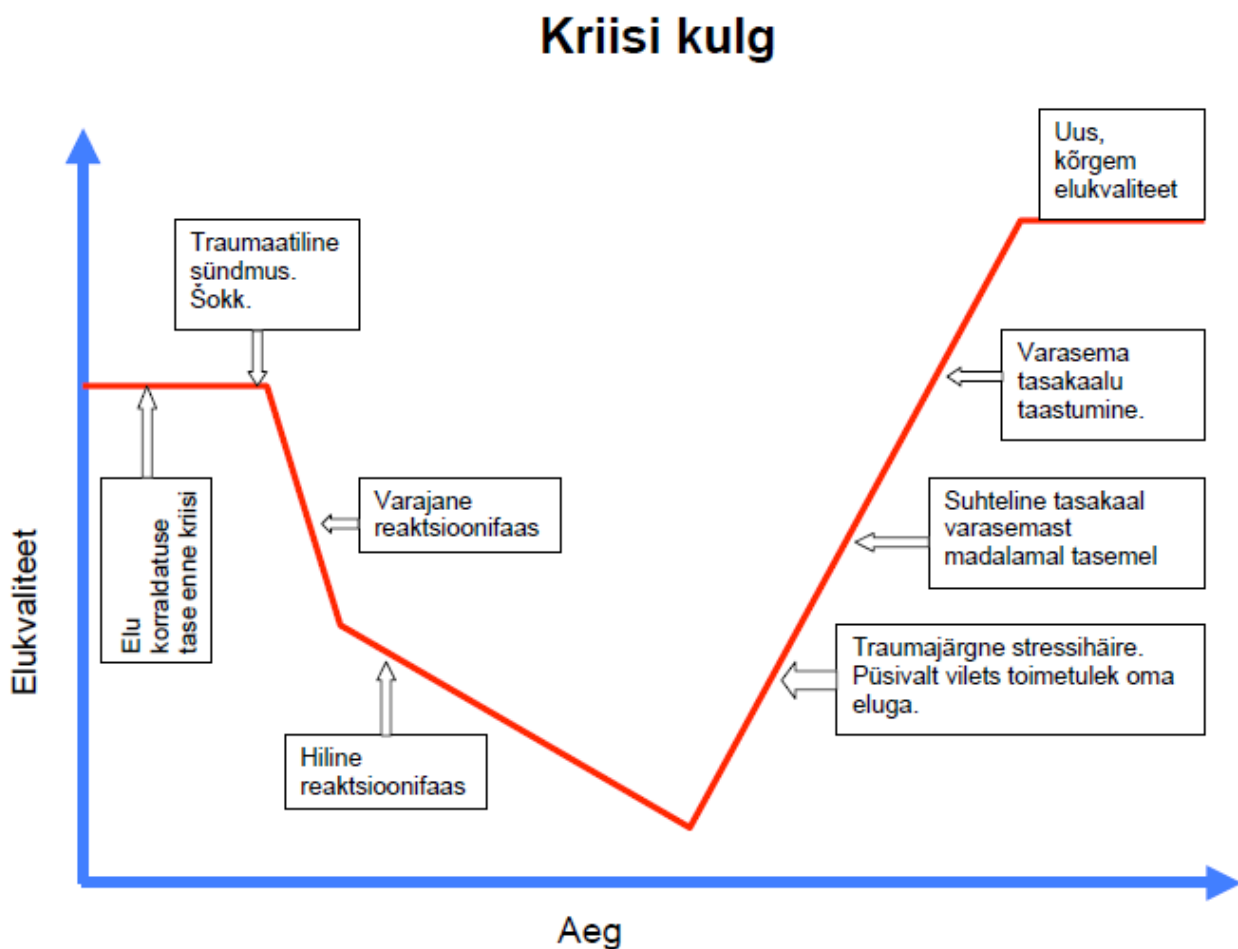 Kriisi kulg
Uus,
kõrgem
elukvaliteet
Traumaatiline
sündmus.
Šokk.
Varasema
tasakaalu
taastumine.
Elu
korraldatuse
tase enne kriisi
Varajane
reaktsioonifaas
Suhteline tasakaal
varasemast
madalamal tasemel
Traumajärgne stressihäire.
Püsivalt vilets toimetulek oma
eluga.
Hiline
reaktsioonifaas
Elukvaliteet
Aeg